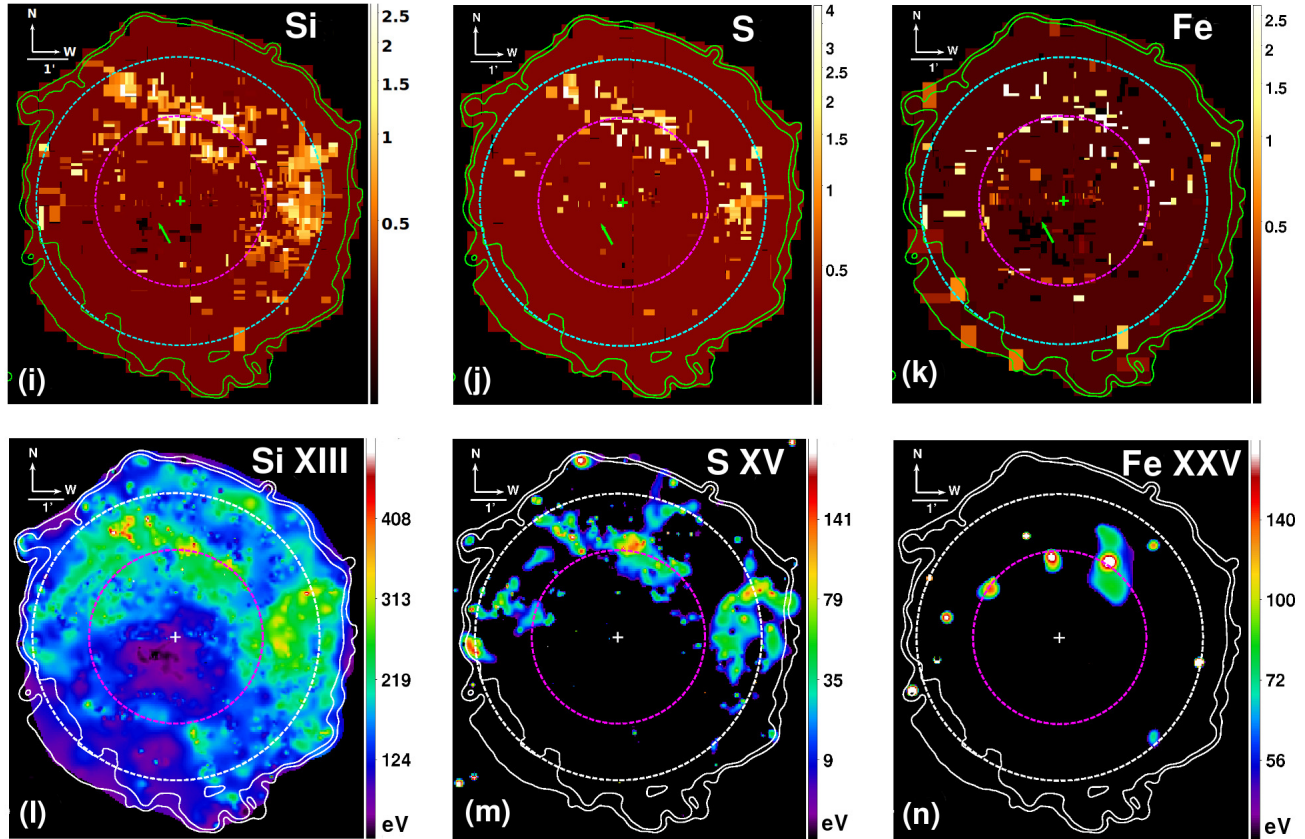 N
W
1'
Si
2.5
2
1.5
1
0.5
(i)
N
W
1'
S
4
3
2.5
2
1.5
1
0.5
(j)
N
W
1'
Fe
2.5
2
1.5
1
0.5
(k)
N
W
1'
Si XIII
408
313
219
124
eV
(l)
N
W
1'
S XV
141
79
35
9
eV
(m)
N
W
1'
Fe XXV
140
100
72
56
eV
(n)